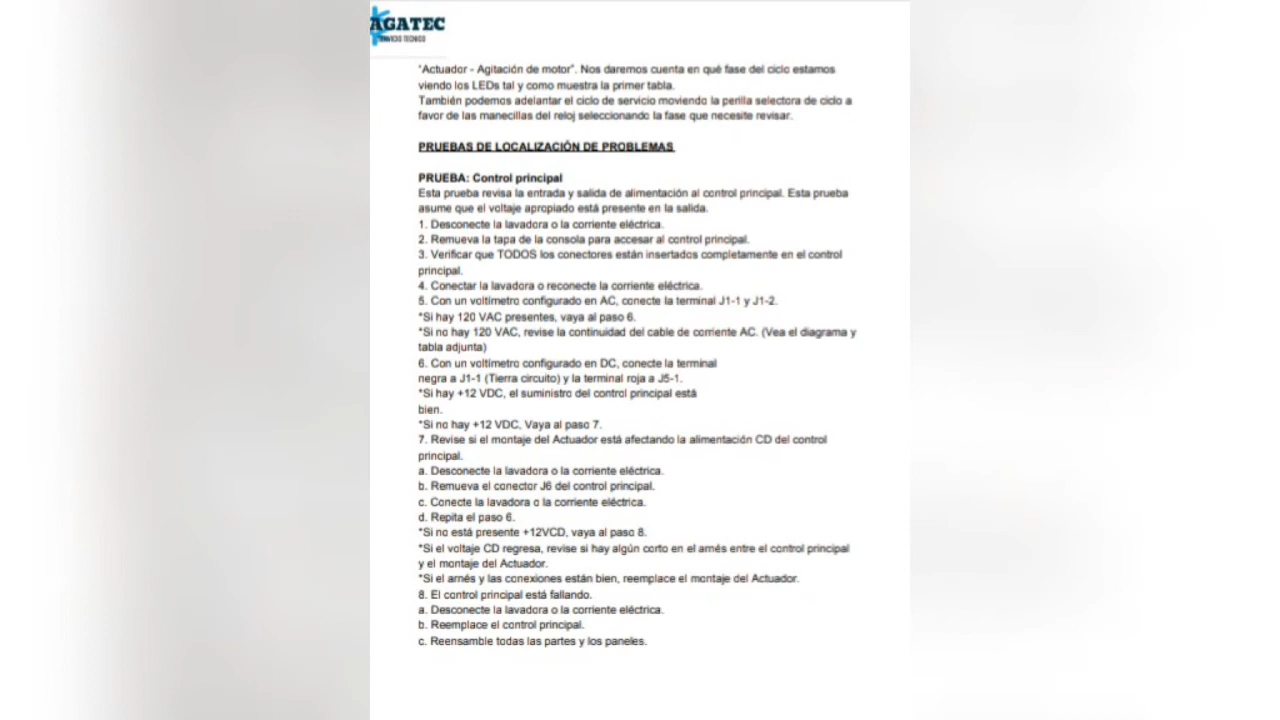 AGATEC
SERVICIO TECNICO
"Actuador - Agitación de motor". Nos daremos cuenta en qué fase del ciclo estamos
viendo los LEDs tal y como muestra la primer tabla.
También podemos adelantar el ciclo de servicio moviendo la perilla selectora de ciclo a
favor de las manecillas del reloj seleccionando la fase que necesite revisar.
PRUEBAS DE LOCALIZACIÓN DE PROBLEMAS
PRUEBA: Control principal
Esta prueba revisa la entrada y salida de alimentación al control principal. Esta prueba
asume que el voltaje apropiado está presente en la salida.
1. Desconecte la lavadora o la corriente eléctrica.
2. Remueva la tapa de la consola para accesar al control principal.
3. Verificar que TODOS los conectores están insertados completamente en el control
principal.
4. Conectar la lavadora o reconecte la corriente eléctrica.
5. Con un voltímetro configurado en AC, conecte la terminal J1-1 y J1-2.
*Si hay 120 VAC presentes, vaya al paso 6.
*Si no hay 120 VAC, revise la continuidad del cable de corriente AC. (Vea el diagrama y
tabla adjunta)
6. Con un voltímetro configurado en DC, conecte la terminal
negra a J1-1 (Tierra circuito) y la terminal roja a J5-1.
*Si hay +12 VDC, el suministro del control principal está
bien.
*Si no hay +12 VDC, Vaya al paso 7.
7. Revise si el montaje del Actuador está afectando la alimentación CD del control
principal.
a. Desconecte la lavadora o la corriente eléctrica.
b. Remueva el conector J6 del control principal.
c. Conecte la lavadora o la corriente eléctrica.
d. Repita el paso 6.
*Si no está presente +12VCD, vaya al paso 8.
*Si el voltaje CD regresa, revise si hay algún corto en el arnés entre el control principal
y el montaje del Actuador.
*Si el arnés y las conexiones están bien, reemplace el montaje del Actuador.
8. El control principal está fallando.
a. Desconecte la lavadora o la corriente eléctrica.
b. Reemplace el control principal.
c. Reensamble todas las partes y los paneles.